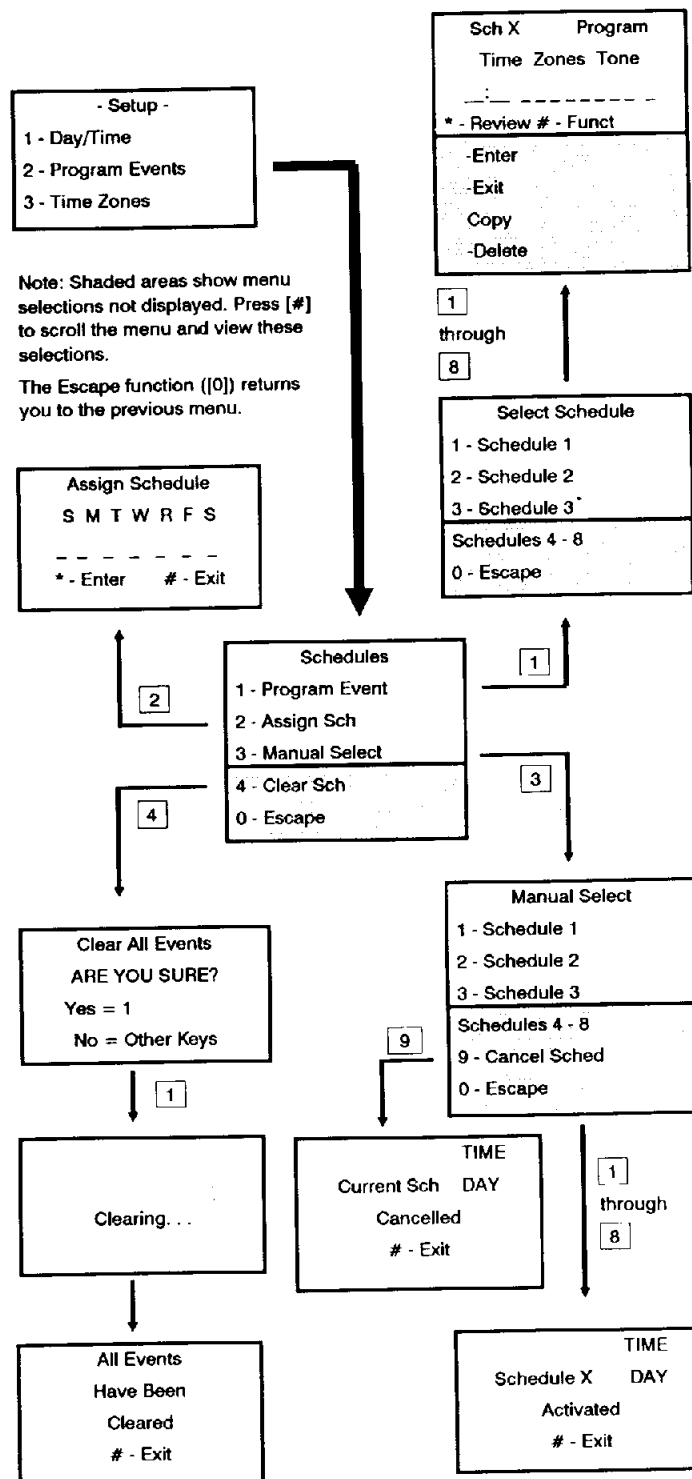 Sch X Program
Time Zones Tone
__:__ _ _ _ _ _ _ _ _
* - Review # - Funct
-Enter
-Exit
Copy
-Delete
- Setup -
1 - Day/Time
2 - Program Events
3 - Time Zones
Note: Shaded areas show menu
selections not displayed. Press [#]
to scroll the menu and view these
selections.
The Escape function ([0]) returns
you to the previous menu.
1
through
8
Select Schedule
1 - Schedule 1
2 - Schedule 2
3 - Schedule 3
Schedules 4 - 8
0 - Escape
Assign Schedule
S M T W R F S
_ _ _ _ _ _ _
* - Enter # - Exit
2
Schedules
1 - Program Event
2 - Assign Sch
3 - Manual Select
4 - Clear Sch
0 - Escape
1
3
4
Manual Select
1 - Schedule 1
2 - Schedule 2
3 - Schedule 3
Schedules 4 - 8
9 - Cancel Sched
0 - Escape
Clear All Events
ARE YOU SURE?
Yes = 1
No = Other Keys
9
1
TIME
Current Sch DAY
Cancelled
# - Exit
1
through
8
Clearing. . .
All Events
Have Been
Cleared
# - Exit
TIME
Schedule X DAY
Activated
# - Exit